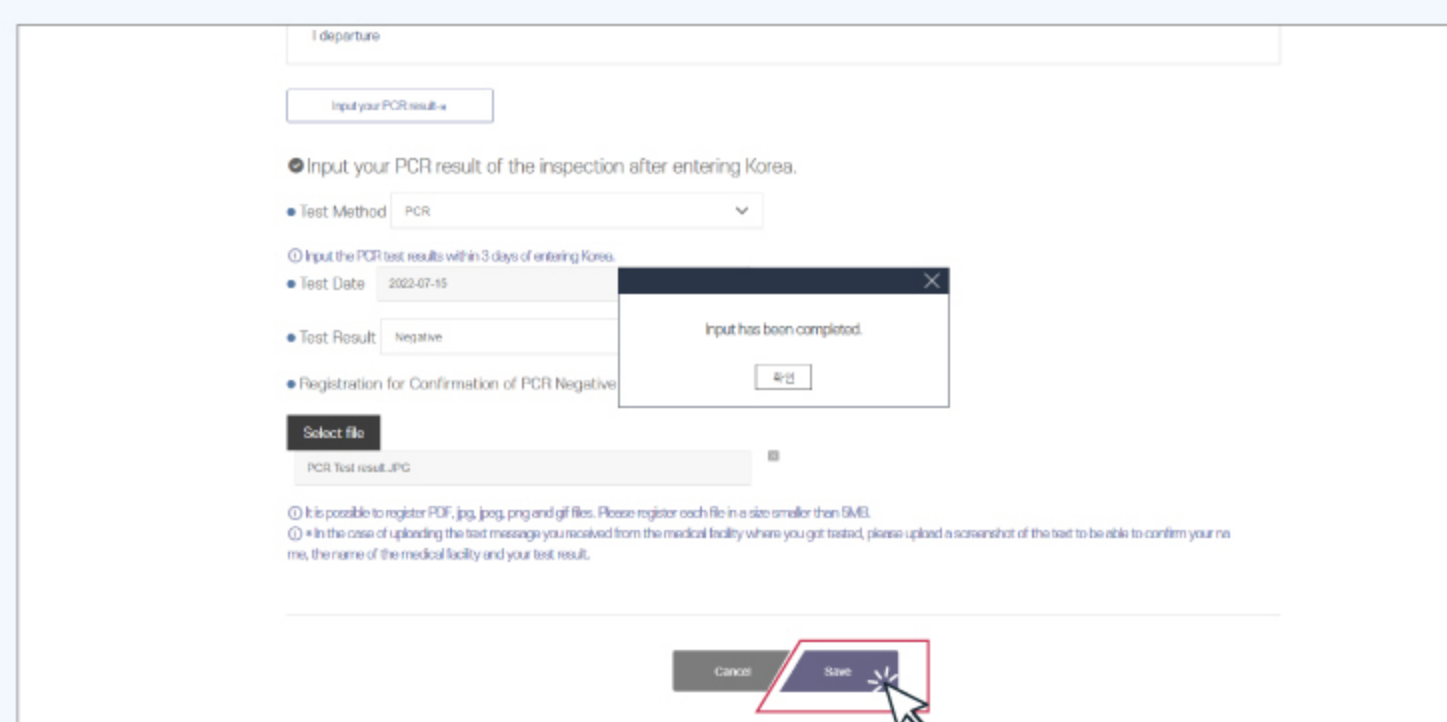 I departure
Input your PCR result
Input your PCR result of the inspection after entering Korea.
Test Method PCR
Input the PCR test results within 3 days of entering Korea.
Test Date 2022-07-15
Input has been completed.
Test Result Negative
확인
Registration for Confirmation of PCR Negative
Select file
PCR Test result.JPG
It is possible to register PDF, jpg, jpeg, png and gif files. Please register each file in a size smaller than 5MB.
* In the case of uploading the text message you received from the medical facility where you got tested, please upload a screenshot of the text to be able to confirm your na
me, the name of the medical facility and your test result.
Cancel Save